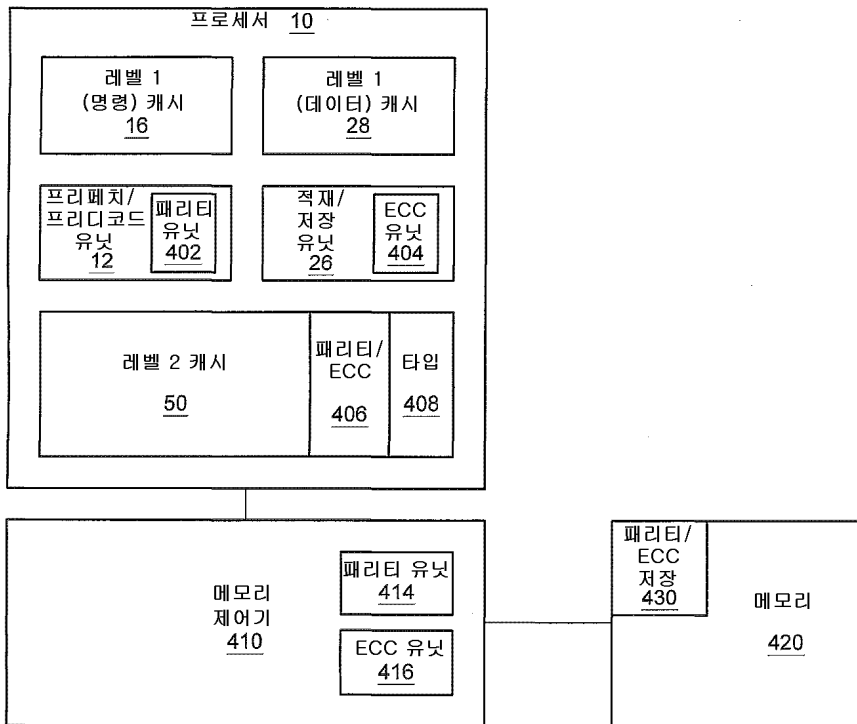 프로세서 10
레벨 1
(명령) 캐시
16
레벨 1
(데이터) 캐시
28
프리페치/
프리디코드
유닛
12
패리티
유닛
402
적재/
저장
유닛
26
ECC
유닛
404
레벨 2 캐시
50
패리티/
ECC
406
타입
408
메모리
제어기
410
패리티 유닛
414
ECC 유닛
416
패리티/
ECC
저장
430
메모리
420